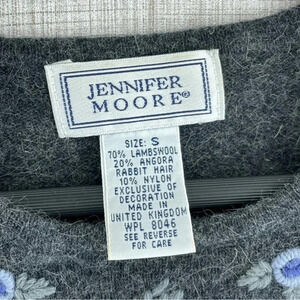 JENNIFER
MOORE®
SIZE: S
70% LAMBSWOOL
20% ANGORA
RABBIT HAIR
10% NYLON
EXCLUSIVE OF
DECORATION
MADE IN
UNITED KINGDOM
WPL 8046
SEE REVERSE
FOR CARE